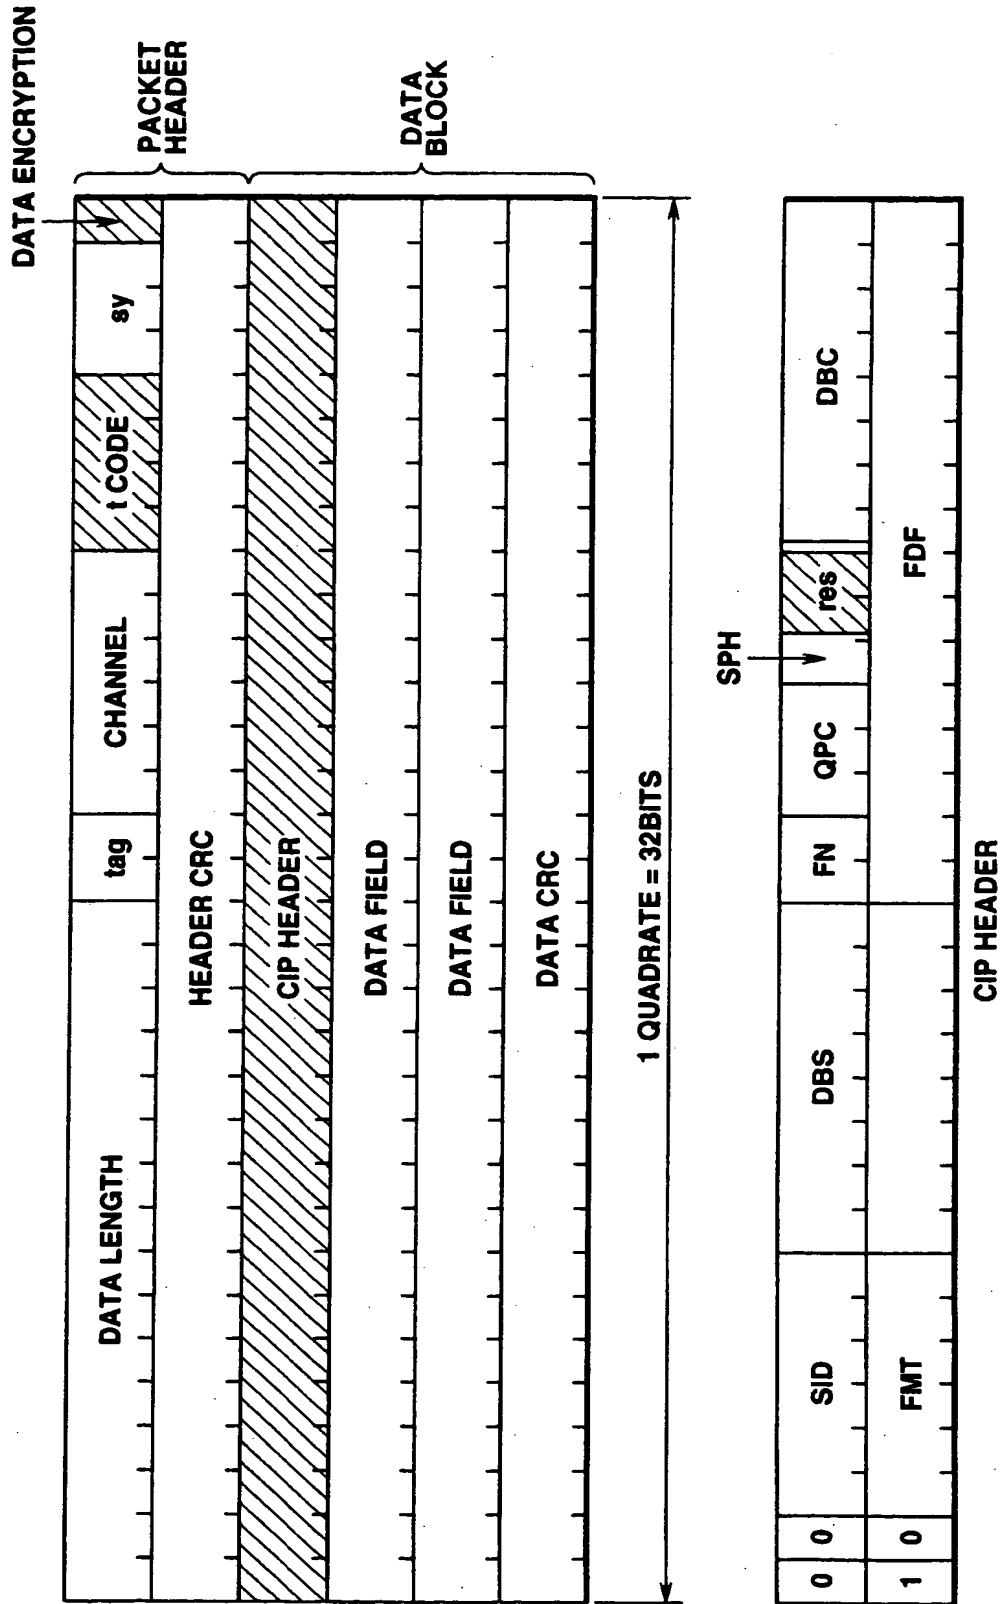 DATA ENCRYPTION
PACKET
HEADER
DATA
BLOCK
DATA LENGTH
tag
CHANNEL
t CODE
sy
HEADER CRC
CIP HEADER
DATA FIELD
DATA FIELD
DATA CRC
1 QUADRATE = 32BITS
SPH
0 0 SID DBS FN QPC res DBC
1 0 FMT FDF
CIP HEADER